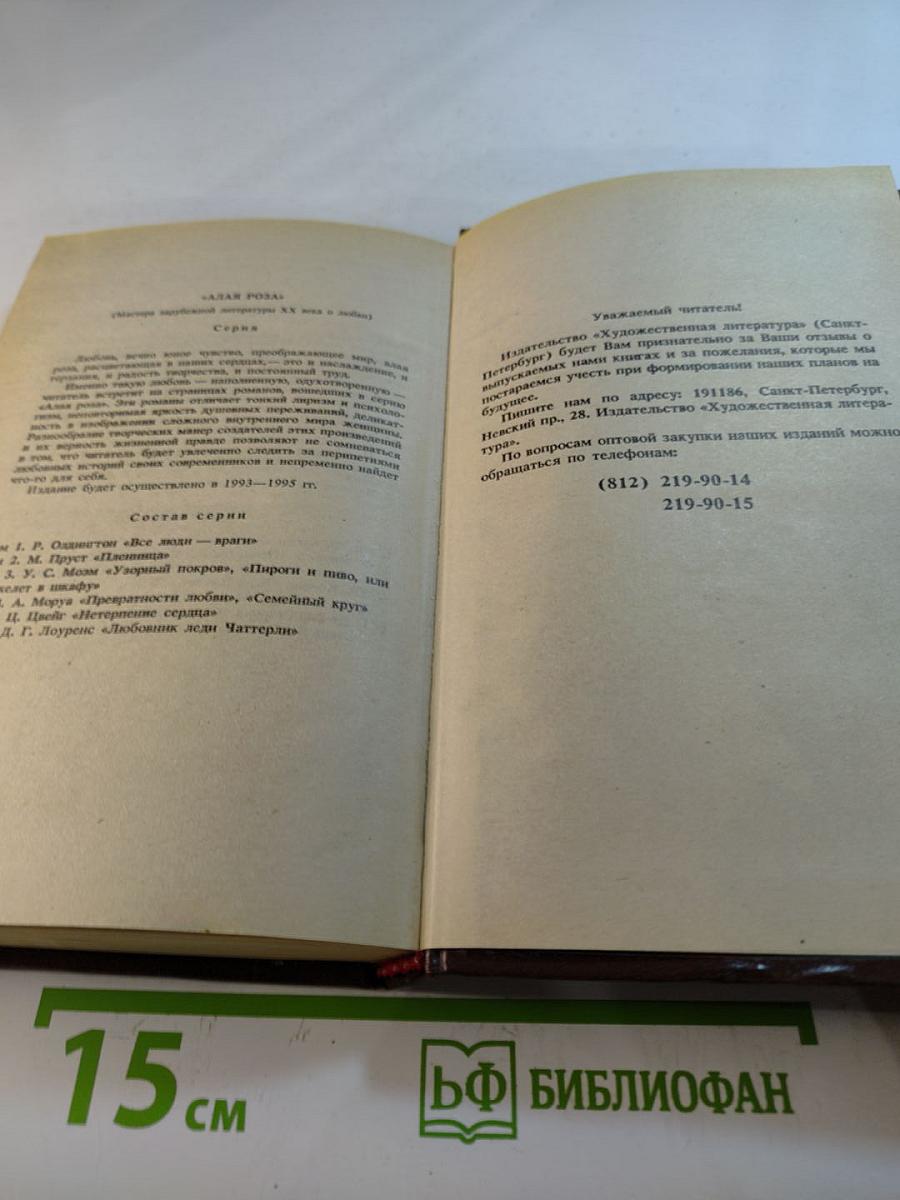 «АЛАЯ РОЗА»
(Мастера зарубежной литературы XX века о любви)
Серия
Любовь, вечно юное чувство, преображающее мир, алая
роза, расцветающая в наших сердцах,— это и наслаждение, и
терзания, и радость творчества, и постоянный труд.
Именно такую любовь — наполненную, одухотворенную —
читатель встретит на страницах романов, вошедших в серию
«Алая роза». Эти романы отличает тонкий лиризм и психоло-
гизм, неповторимая яркость душевных переживаний, деликат-
ность в изображении сложного внутреннего мира женщины.
Разнообразие творческих манер создателей этих произведений
и их верность жизненной правде позволяют не сомневаться
в том, что читатель будет увлеченно следить за перипетиями
любовных историй своих современников и непременно найдет
что-то для себя.
Издание будет осуществлено в 1993—1995 гг.
Состав серии
м 1. Р. Олдингтон «Все люди — враги»
2. М. Пруст «Пленница»
3. У. С. Моэм «Узорный покров», «Пироги и пиво, или
келет в шкафу»
А. Моруа «Превратности любви», «Семейный круг»
Ц. Цвейг «Нетерпение сердца»
Д. Г. Лоуренс «Любовник леди Чаттерли»
Уважаемый читатель!
Издательство «Художественная литература» (Санкт-
Петербург) будет Вам признательно за Ваши отзывы о
выпускаемых нами книгах и за пожелания, которые мы
постараемся учесть при формировании наших планов на
будущее.
Пишите нам по адресу: 191186, Санкт-Петербург,
Невский пр., 28. Издательство «Художественная литера-
тура».
По вопросам оптовой закупки наших изданий можно
обращаться по телефонам:
(812) 219-90-14
219-90-15
15 см
БФ БИБЛИОФАН